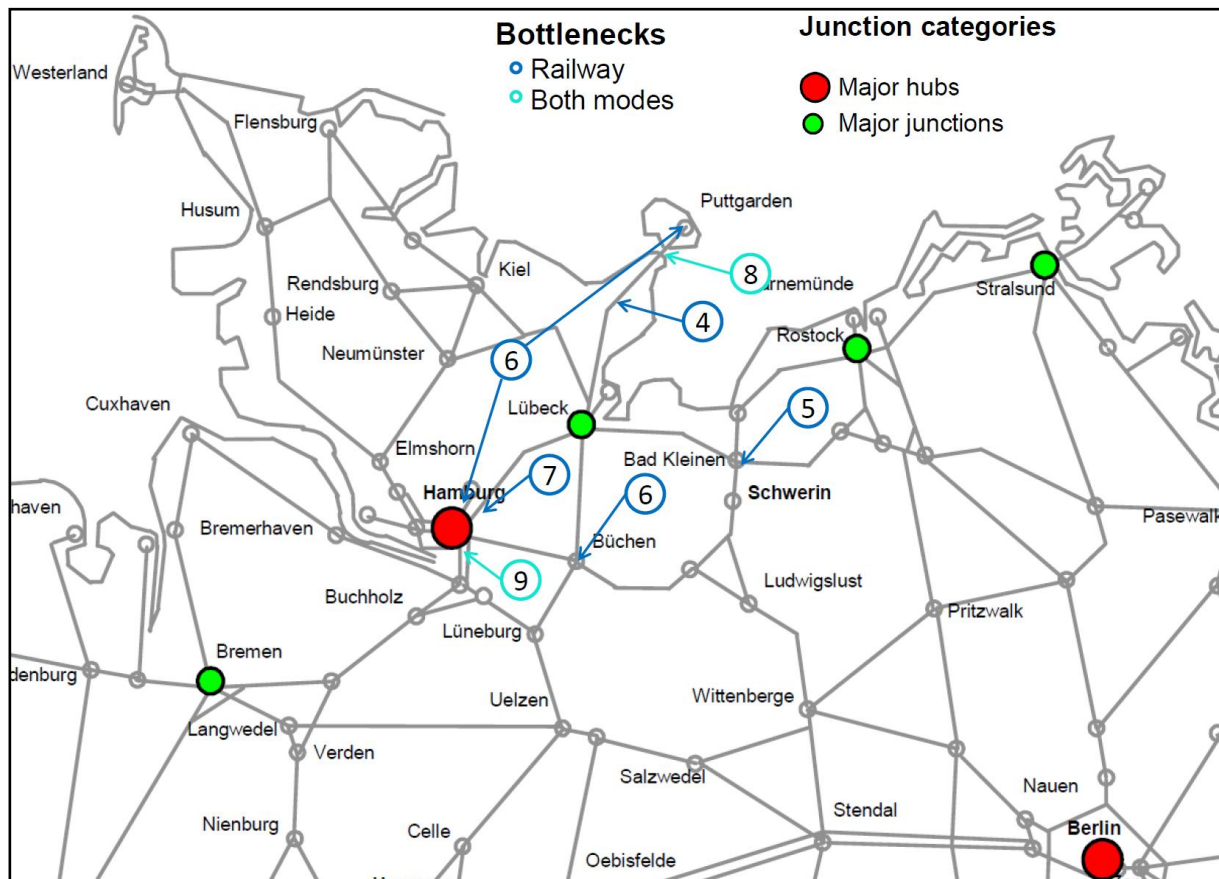 Bottlenecks
Railway
Both modes
Junction categories
Major hubs
Major junctions
Westerland
Flensburg
Husum
Puttgarden
Kiel
8
arnemünde
Rendsburg
Stralsund
Heide
4
Rostock
Neumünster
6
Cuxhaven
Lübeck
5
Elmshorn
Bad Kleinen
7
Hamburg
6
Schwerin
haven
Bremerhaven
Pasewalk
Büchen
9
Ludwigslust
Buchholz
Lüneburg
Pritzwalk
Bremen
denburg
Uelzen
Wittenberge
Langwedel
Verden
Salzwedel
Nauen
Stendal
Nienburg
Celle
Berlin
Oebisfelde